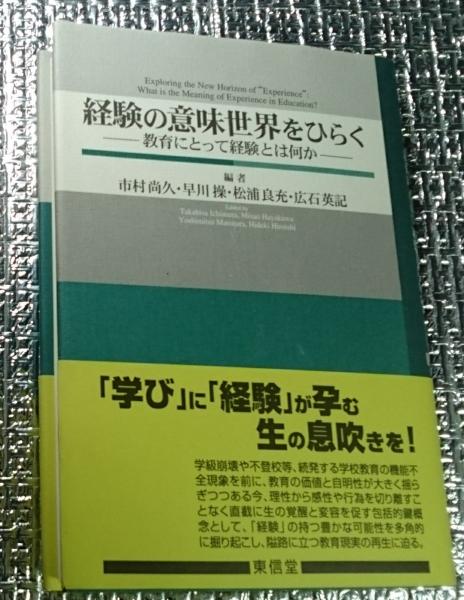 Exploring the New Horizon of "Experience":
What is the Meaning of Experience in Education?
経験の意味世界をひらく
──教育にとって経験とは何か──
編者
市村尚久・早川 操・松浦良充・広石英記
Edited by
Takahisa Ichimura, Misao Hayakawa
Yoshimitsu Matsuura, Hideki Hiroishi
「学び」に「経験」が孕む
生の息吹きを!
学級崩壊や不登校等、続発する学校教育の機能不
全現象を前に、教育の価値と自明性が大きく揺ら
ぎつつある今、理性から感性や行為を切り離すこ
となく直截に生の覚醒と変容を促す包括的鍵概
念として、「経験」の持つ豊かな可能性を多角的
に掘り起こし、隘路に立つ教育現実の再生に迫る。
東信堂